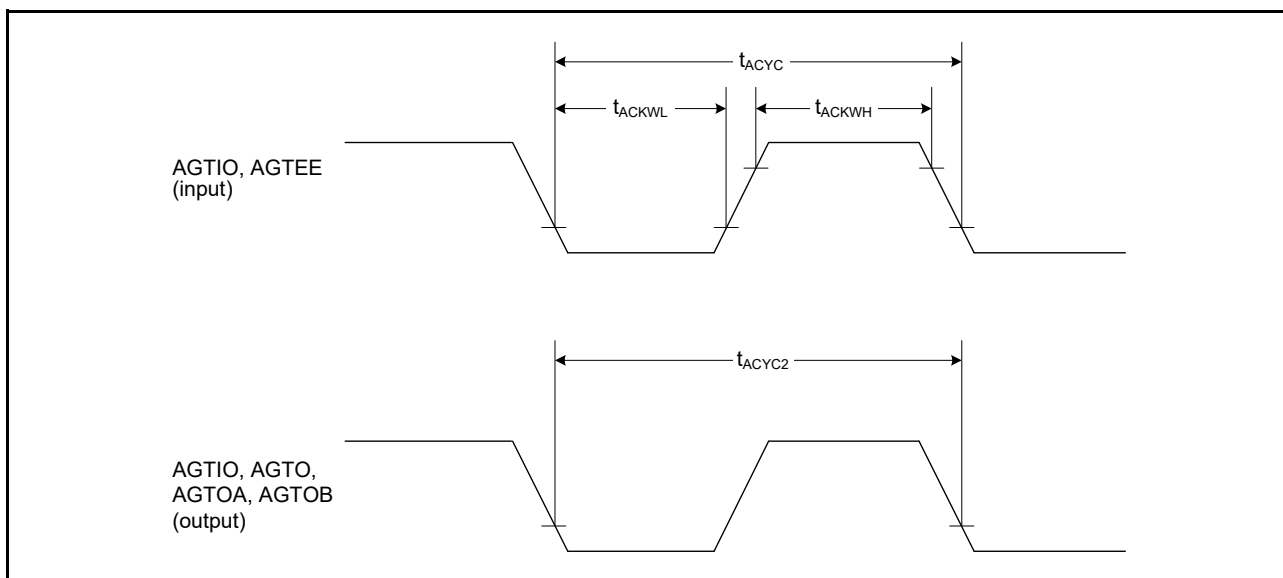 tACYC
tACKWL
tACKWH
AGTIO, AGTEE
(input)
tACYC2
AGTIO, AGTO,
AGTOA, AGTOB
(output)